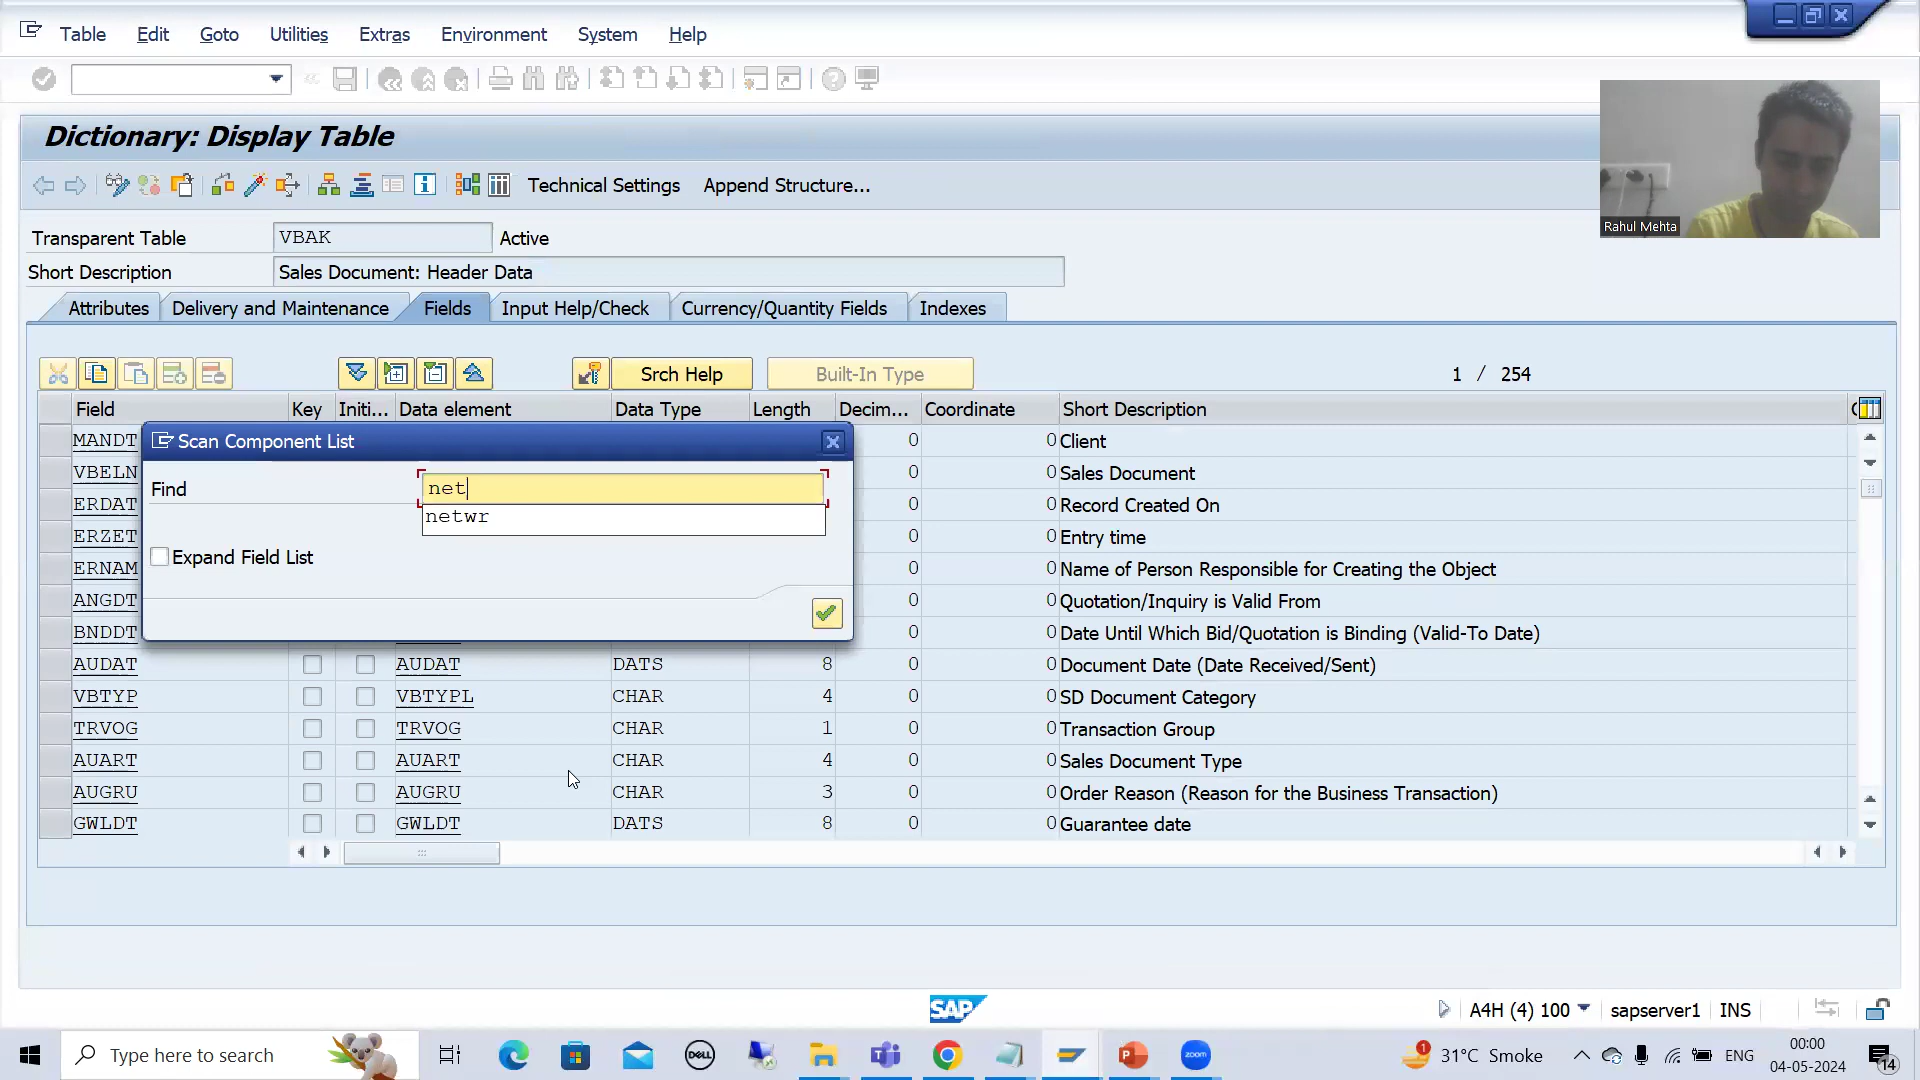 Table Edit Goto Utilities Extras Environment System Help
Dictionary: Display Table
Technical Settings Append Structure...
Rahul Mehta
Transparent Table VBAK Active
Short Description Sales Document: Header Data
Attributes Delivery and Maintenance Fields Input Help/Check Currency/Quantity Fields Indexes
Srch Help Built-In Type 1 / 254
Field Key Initi... Data element Data Type Length Decim... Coordinate Short Description
MANDT 0 0 Client
Scan Component List
VBELN 0 0 Sales Document
Find net
netwr
ERDAT 0 0 Record Created On
ERZET 0 0 Entry time
Expand Field List
ERNAM 0 0 Name of Person Responsible for Creating the Object
ANGDT 0 0 Quotation/Inquiry is Valid From
BNDDT 0 0 Date Until Which Bid/Quotation is Binding (Valid-To Date)
AUDAT AUDAT DATS 8 0 0 Document Date (Date Received/Sent)
VBTYP VBTYPL CHAR 4 0 0 SD Document Category
TRVOG TRVOG CHAR 1 0 0 Transaction Group
AUART AUART CHAR 4 0 0 Sales Document Type
AUGRU AUGRU CHAR 3 0 0 Order Reason (Reason for the Business Transaction)
GWLDT GWLDT DATS 8 0 0 Guarantee date
SAP A4H (4) 100 sapserver1 INS
Type here to search DELL zoom 1 31°C Smoke ENG 00:00
04-05-2024 14